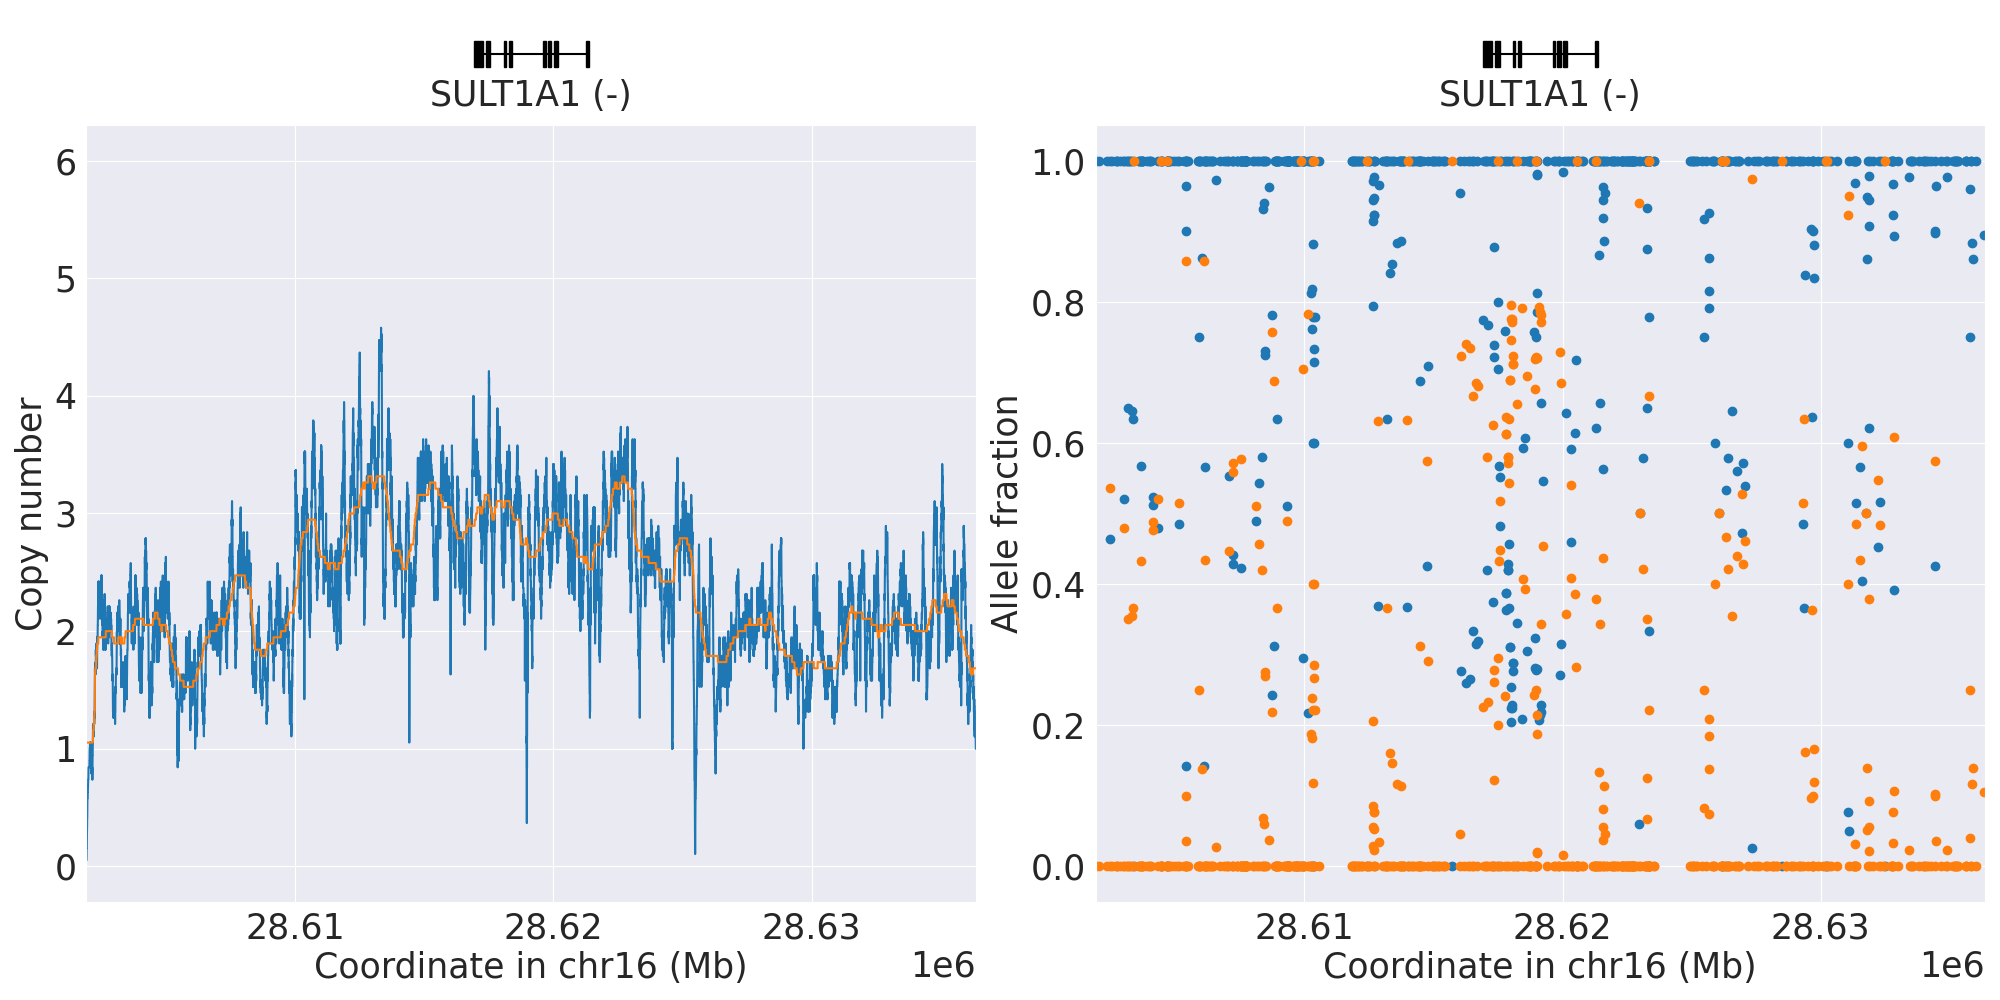 SULT1A1 (-)
6
5
4
3
2
1
0
Copy number
28.61
28.62
28.63
Coordinate in chr16 (Mb)
1e6
SULT1A1 (-)
1.0
0.8
0.6
0.4
0.2
0.0
Allele fraction
28.61
28.62
28.63
Coordinate in chr16 (Mb)
1e6